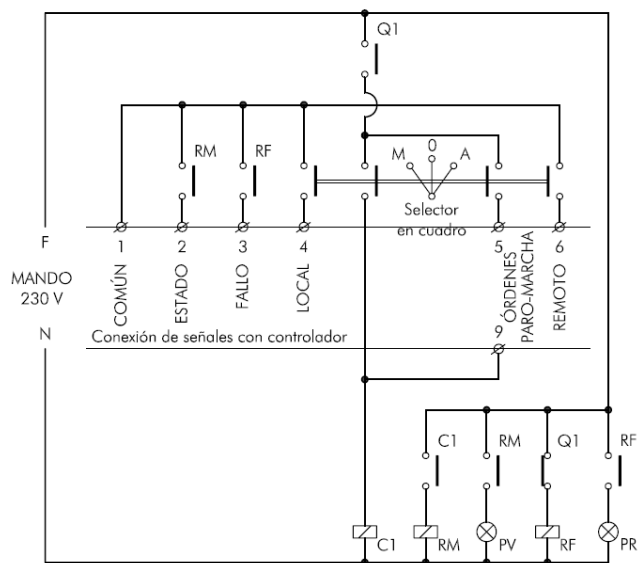 Q1
RM
RF
M
0
A
Selector
en cuadro
F
MANDO
230 V
N
1
2
3
4
5
6
COMÚN
ESTADO
FALLO
LOCAL
ÓRDENES
PARO-MARCHA
REMOTO
9
Conexión de señales con controlador
C1
RM
Q1
RF
C1
RM
PV
RF
PR